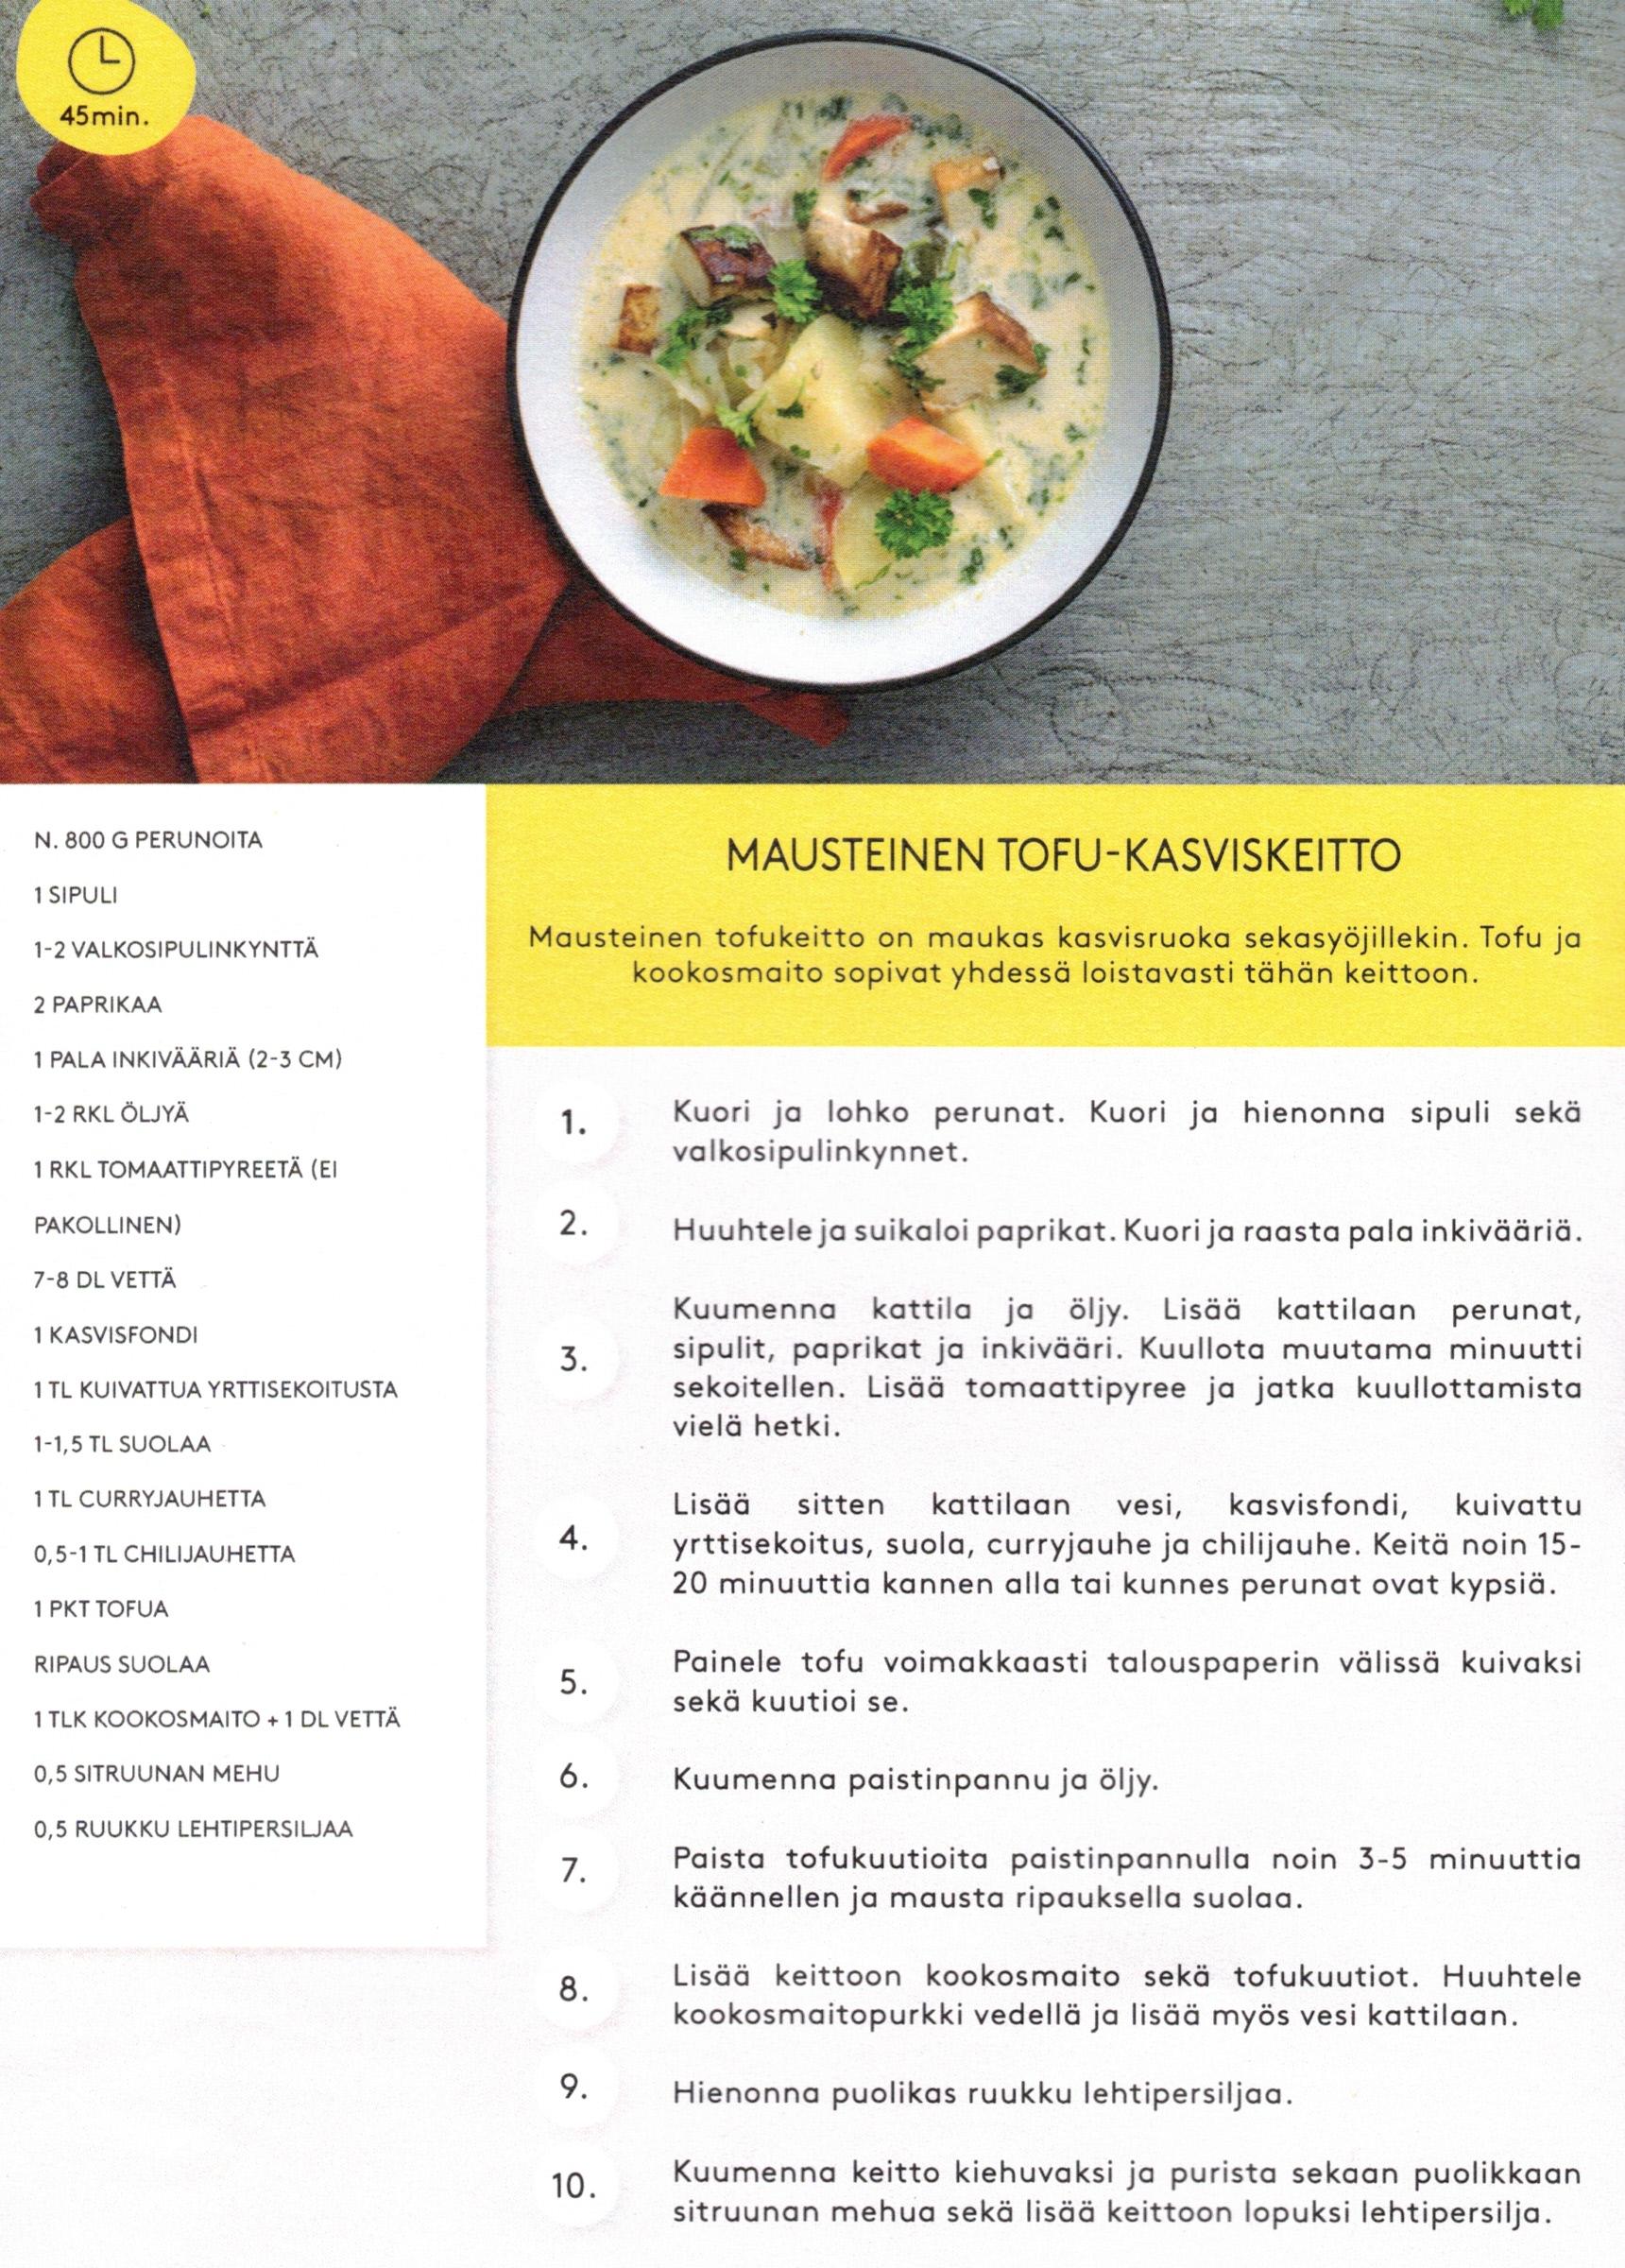 45min.
N. 800 G PERUNOITA
1 SIPULI
1-2 VALKOSIPULINKYNTTÄ
2 PAPRIKAA
1 PALA INKIVÄÄRIÄ (2-3 CM)
1-2 RKL ÖLJYÄ
1 RKL TOMAATTIPYREETÄ (EI
PAKOLLINEN)
7-8 DL VETTÄ
1 KASVISFONDI
1 TL KUIVATTUA YRTTISEKOITUSTA
1-1,5 TL SUOLAA
1 TL CURRYJAUHETTA
0,5-1 TL CHILIJAUHETTA
1 PKT TOFUA
RIPAUS SUOLAA
1 TLK KOOKOSMAITO + 1 DL VETTÄ
0,5 SITRUUNAN MEHU
0,5 RUUKKU LEHTIPERSILJAA
MAUSTEINEN TOFU-KASVISKEITTO
Mausteinen tofukeitto on maukas kasvisruoka sekasyöjillekin. Tofu ja
kookosmaito sopivat yhdessä loistavasti tähän keittoon.
1. Kuori ja lohko perunat. Kuori ja hienonna sipuli sekä
valkosipulinkynnet.
2. Huuhtele ja suikaloi paprikat. Kuori ja raasta pala inkivääriä.
3. Kuumenna kattila ja öljy. Lisää kattilaan perunat,
sipulit, paprikat ja inkivääri. Kuullota muutama minuutti
sekoitellen. Lisää tomaattipyree ja jatka kuullottamista
vielä hetki.
4. Lisää sitten kattilaan vesi, kasvisfondi, kuivattu
yrttisekoitus, suola, curryjauhe ja chilijauhe. Keitä noin 15-
20 minuuttia kannen alla tai kunnes perunat ovat kypsiä.
5. Painele tofu voimakkaasti talouspaperin välissä kuivaksi
sekä kuutioi se.
6. Kuumenna paistinpannu ja öljy.
7. Paista tofukuutioita paistinpannulla noin 3-5 minuuttia
käännellen ja mausta ripauksella suolaa.
8. Lisää keittoon kookosmaito sekä tofukuutiot. Huuhtele
kookosmaitopurkki vedellä ja lisää myös vesi kattilaan.
9. Hienonna puolikas ruukku lehtipersiljaa.
10. Kuumenna keitto kiehuvaksi ja purista sekaan puolikkaan
sitruunan mehua sekä lisää keittoon lopuksi lehtipersilja.